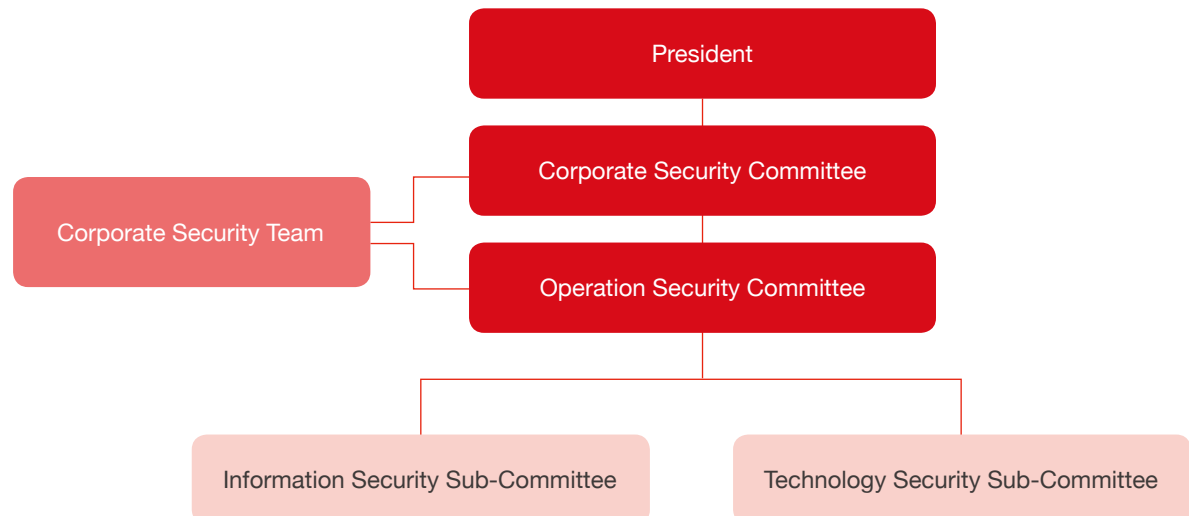 President
Corporate Security Committee
Corporate Security Team
Operation Security Committee
Information Security Sub-Committee
Technology Security Sub-Committee